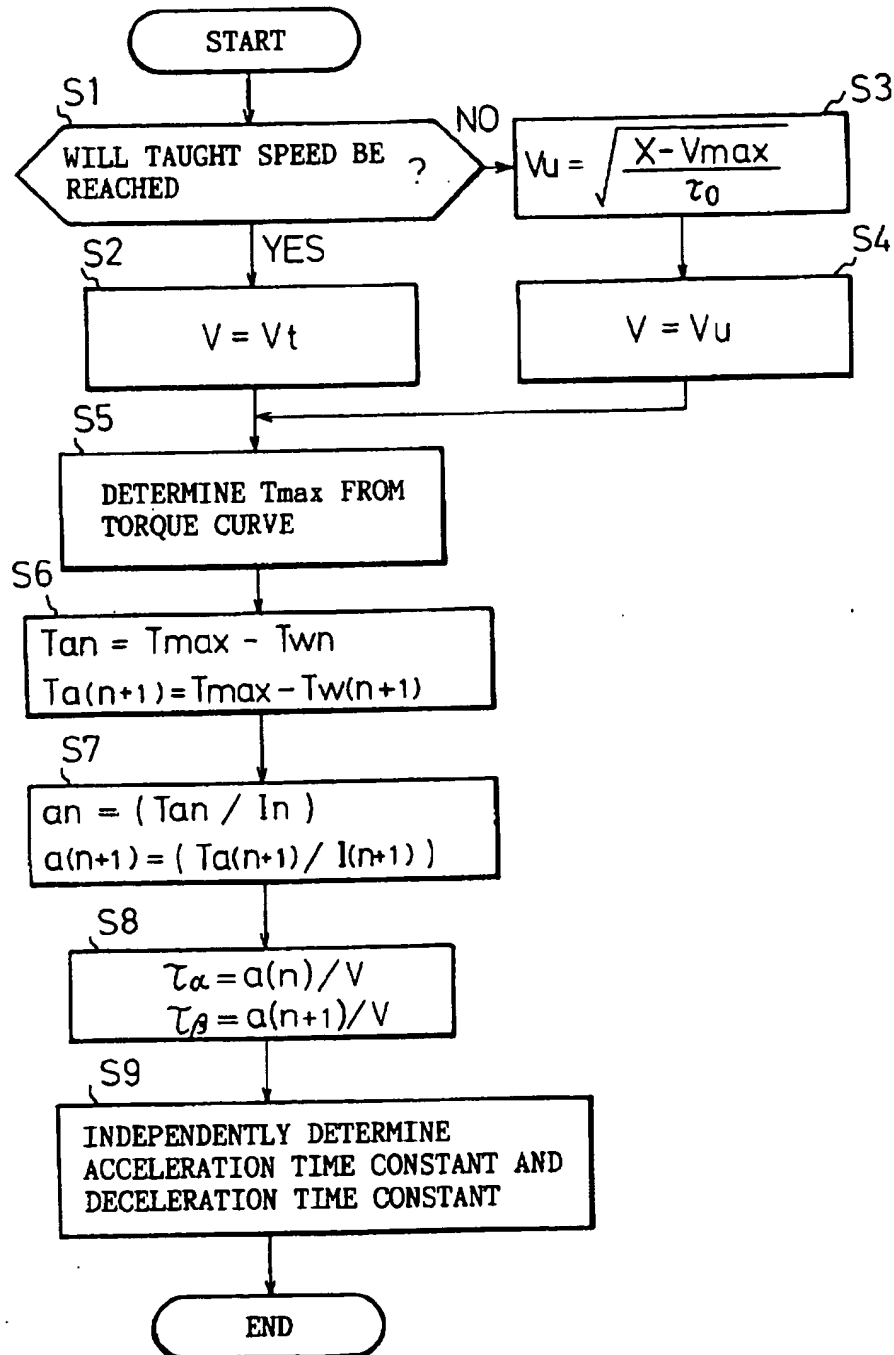 START
S1
WILL TAUGHT SPEED BE
REACHED ?
NO
S3
Vu = √((X-Vmax)/τ0)
YES
S2
V = Vt
S4
V = Vu
S5
DETERMINE Tmax FROM
TORQUE CURVE
S6
Tan = Tmax - Twn
Ta(n+1)=Tmax-Tw(n+1)
S7
an = (Tan / In)
a(n+1)=(Ta(n+1)/I(n+1))
S8
τα=a(n)/V
τβ=a(n+1)/V
S9
INDEPENDENTLY DETERMINE
ACCELERATION TIME CONSTANT AND
DECELERATION TIME CONSTANT
END